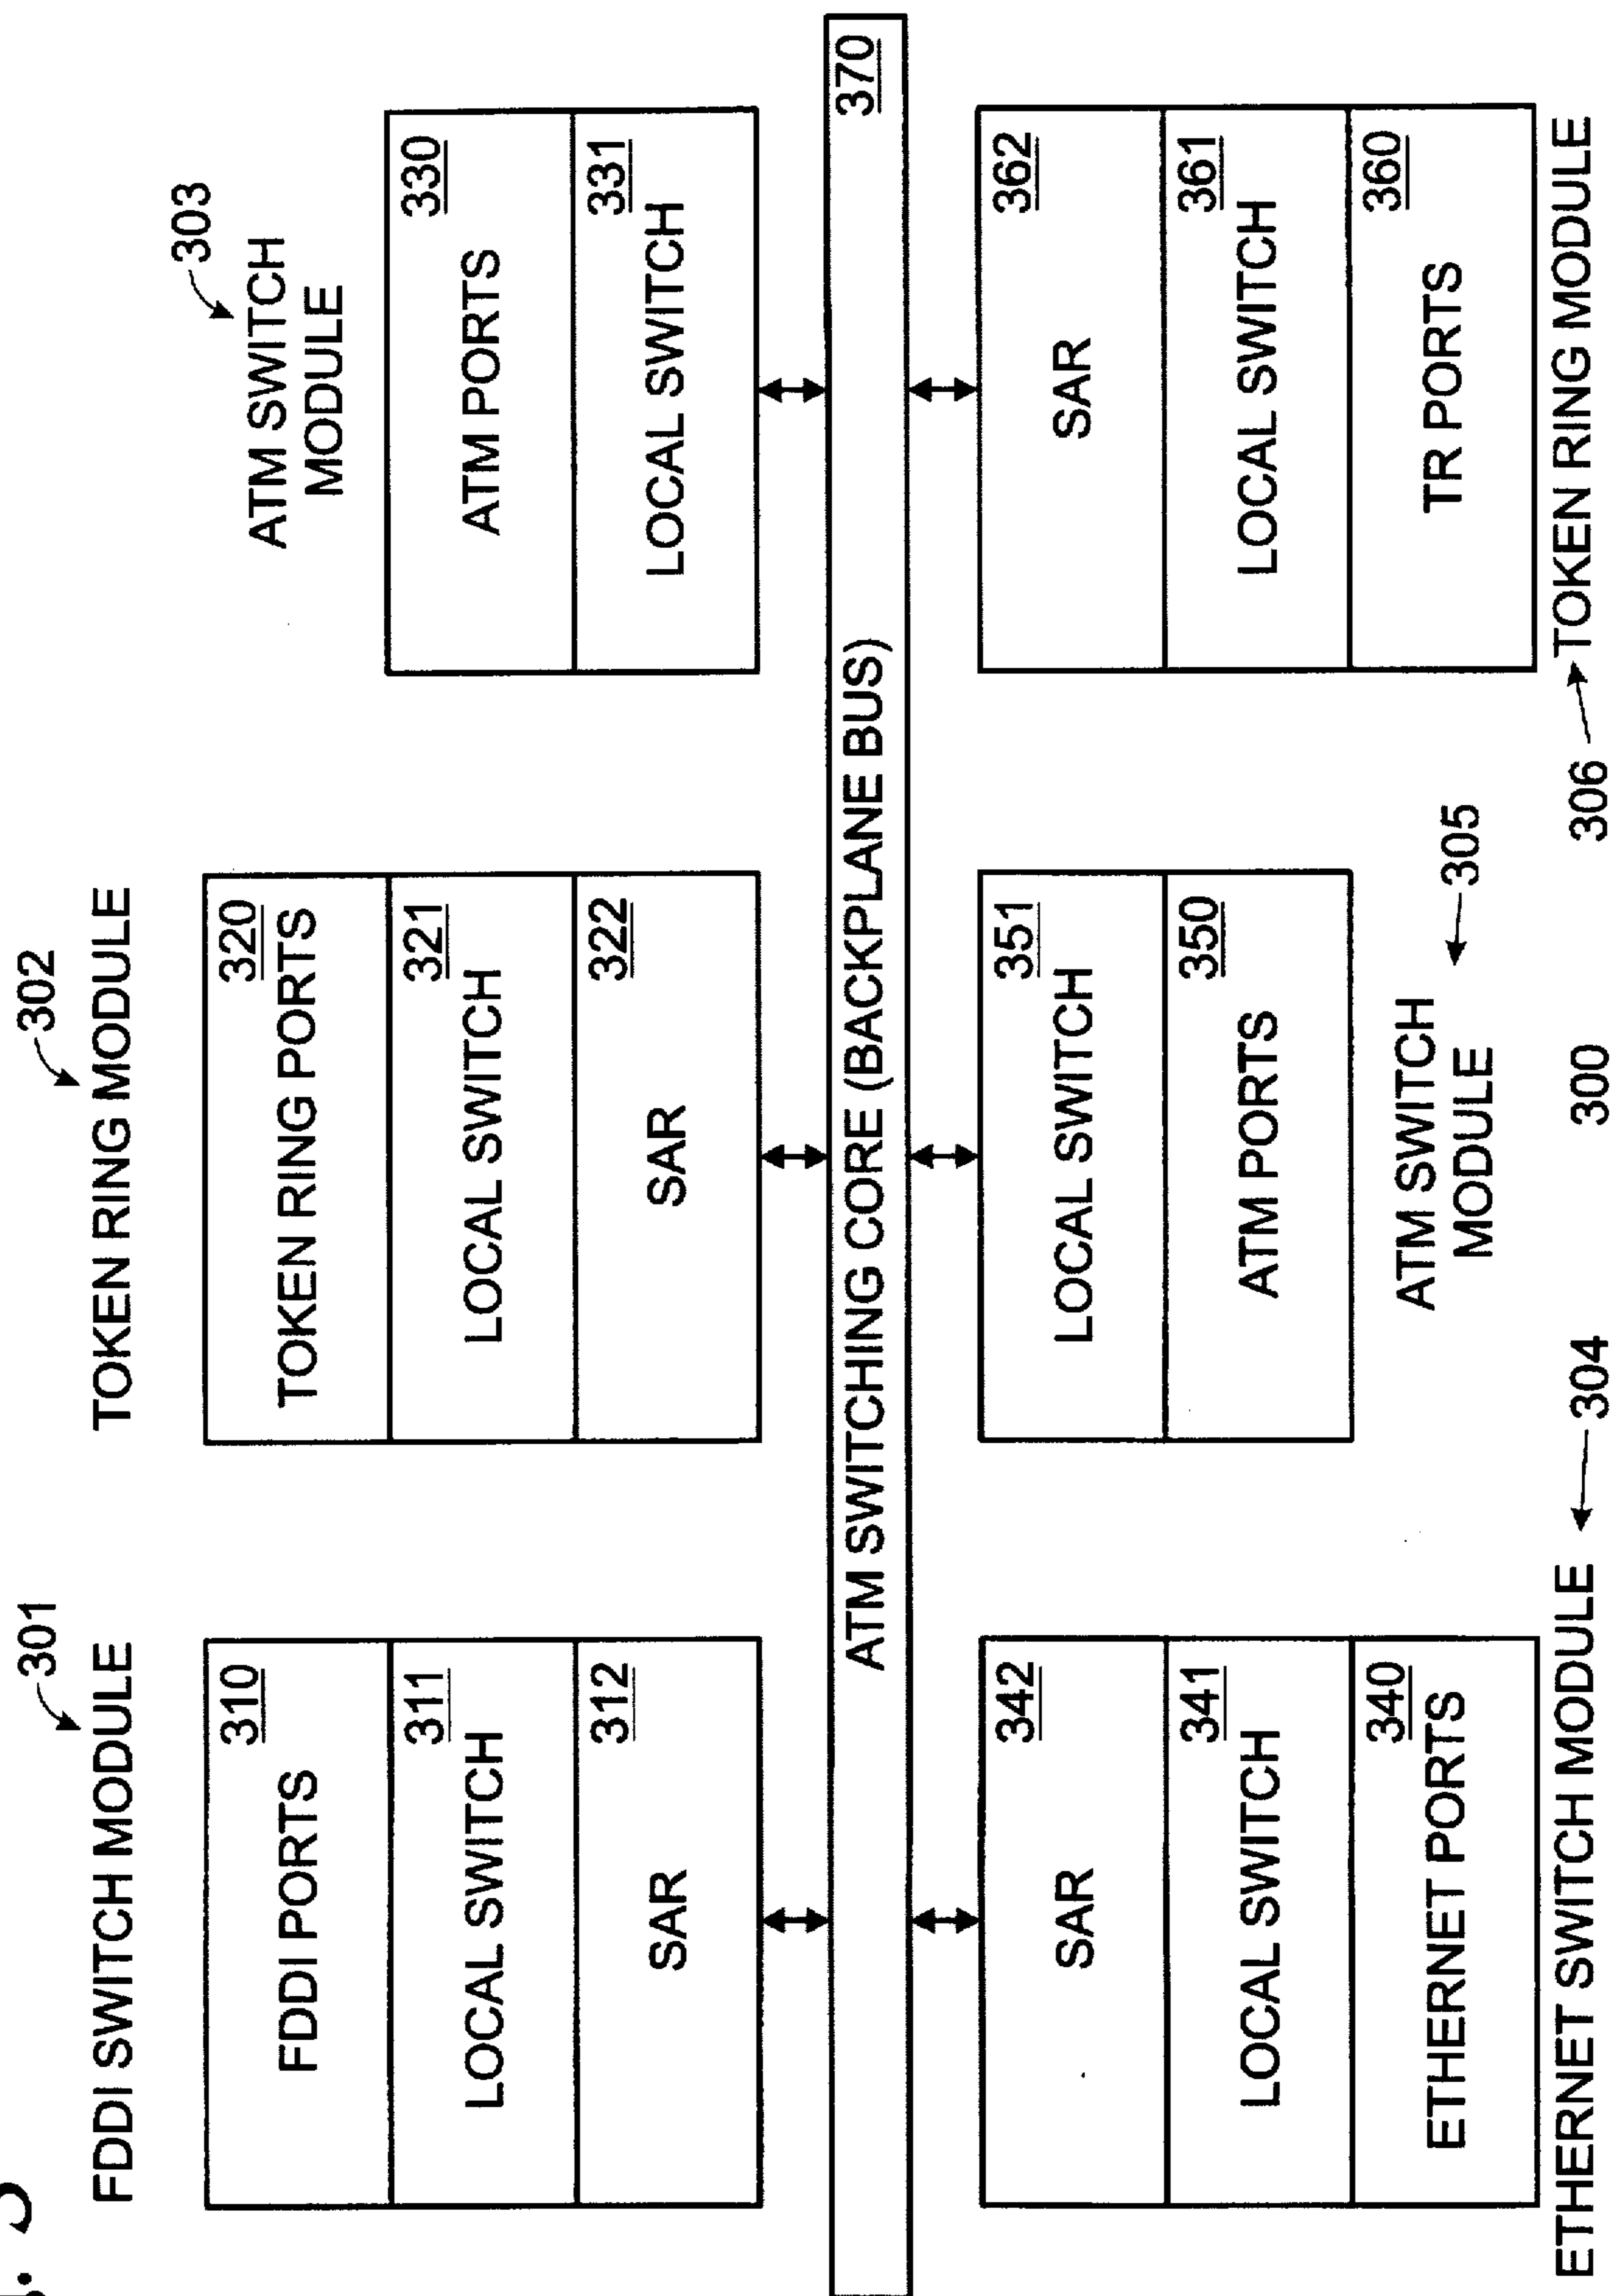 301
FDDI SWITCH MODULE
310
FDDI PORTS
311
LOCAL SWITCH
312
SAR
302
TOKEN RING MODULE
320
TOKEN RING PORTS
321
LOCAL SWITCH
322
SAR
303
ATM SWITCH
MODULE
330
ATM PORTS
331
LOCAL SWITCH
370
ATM SWITCHING CORE (BACKPLANE BUS)
342
SAR
341
LOCAL SWITCH
340
ETHERNET PORTS
ETHERNET SWITCH MODULE
304
351
LOCAL SWITCH
350
ATM PORTS
ATM SWITCH
MODULE
305
300
362
SAR
361
LOCAL SWITCH
360
TR PORTS
306
TOKEN RING MODULE